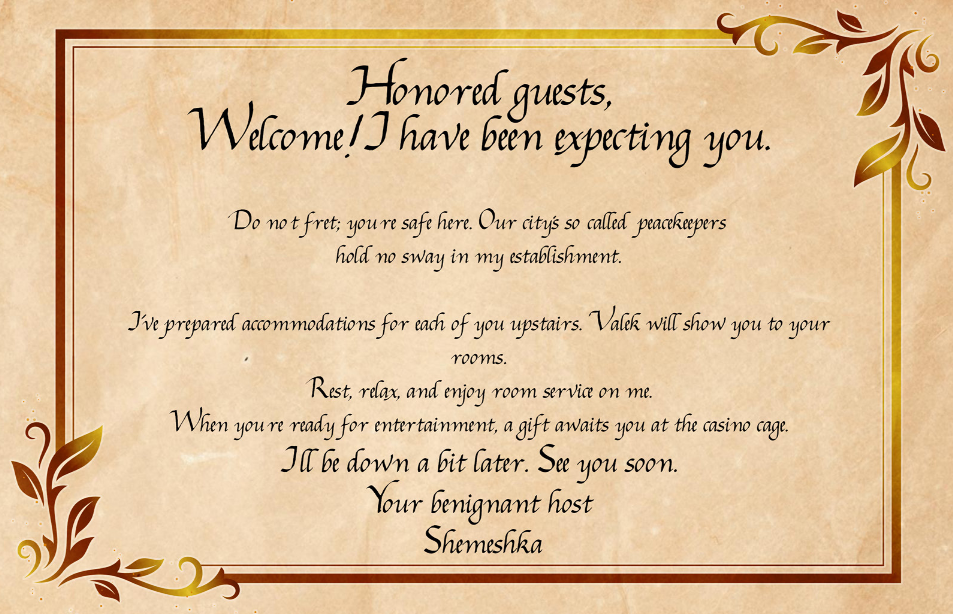 Honored guests,
Welcome! I have been expecting you.
Do not fret; you're safe here. Our city's so called peacekeepers
hold no sway in my establishment.
I've prepared accommodations for each of you upstairs. Valek will show you to your
rooms.
Rest, relax, and enjoy room service on me.
When you're ready for entertainment, a gift awaits you at the casino cage.
I'll be down a bit later. See you soon.
Your benignant host
Shemeshka